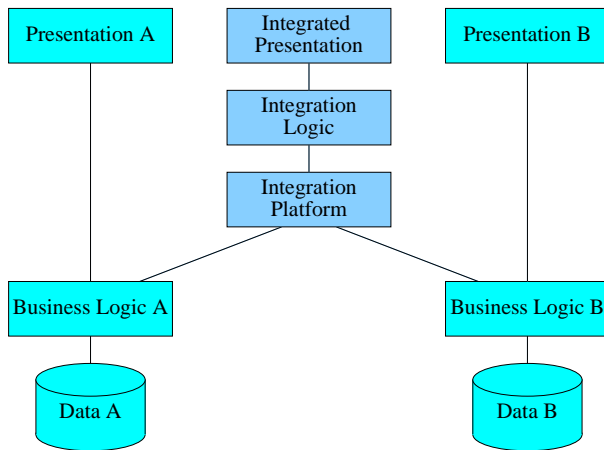 Presentation A
Integrated
Presentation
Presentation B
Integration
Logic
Integration
Platform
Business Logic A
Business Logic B
Data A
Data B